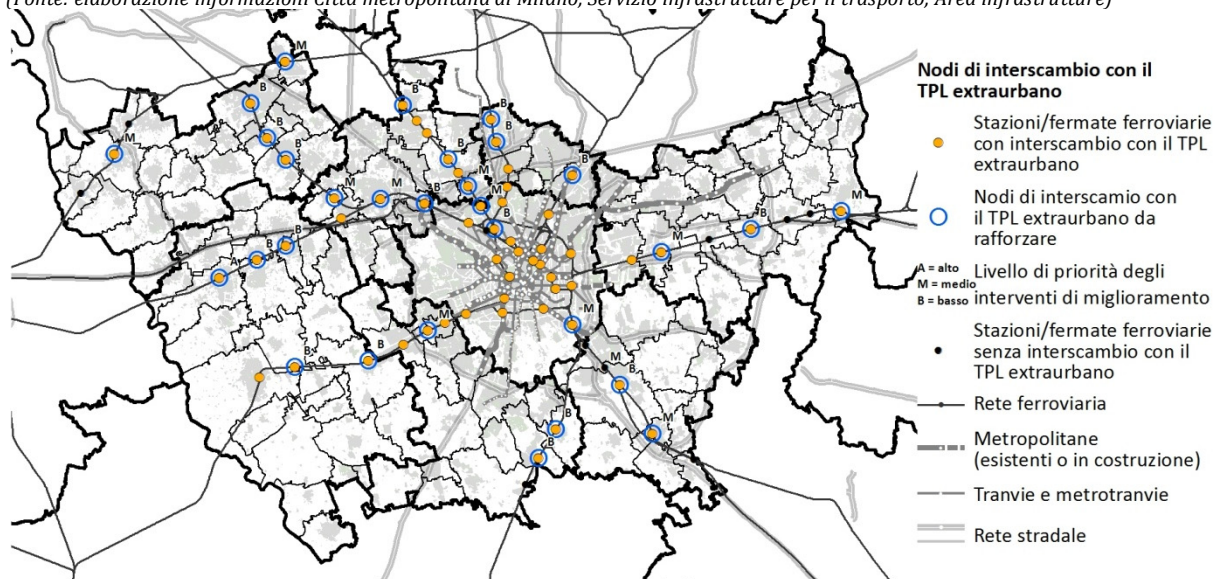 (Fonte: elaborazione informazioni Città metropolitana di Milano, Servizio infrastrutture per il trasporto, Area Infrastrutture)
M
B
B
B
M
B
B
B
B
B
M
M
M
B
M
M
B
B
B
B
M
A
M
M
B
B
M
B
B
M
B
Nodi di interscambio con il
TPL extraurbano
Stazioni/fermate ferroviarie
con interscambio con il TPL
extraurbano
Nodi di interscamio con
il TPL extraurbano da
rafforzare
A = alto
M = medio
B = basso
Livello di priorità degli
interventi di miglioramento
Stazioni/fermate ferroviarie
senza interscambio con il
TPL extraurbano
Rete ferroviaria
Metropolitane
(esistenti o in costruzione)
Tranvie e metrotranvie
Rete stradale